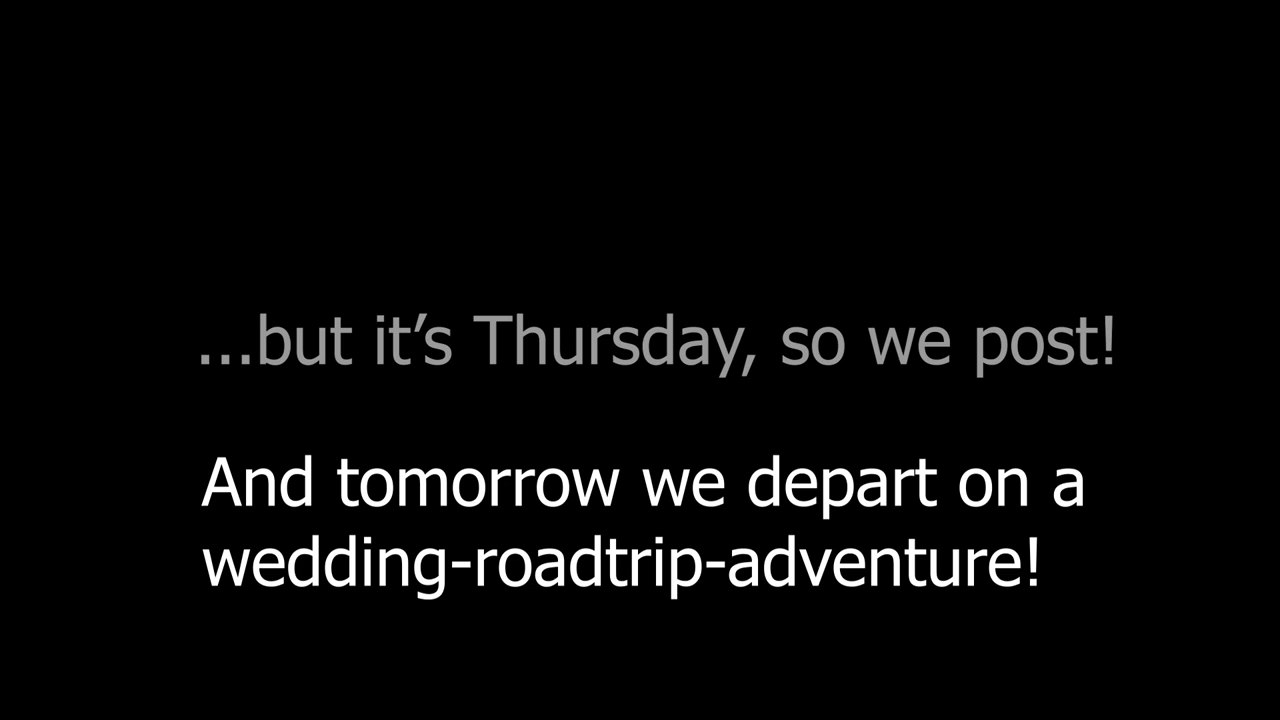 ...but it’s Thursday, so we post!
And tomorrow we depart on a
wedding-roadtrip-adventure!